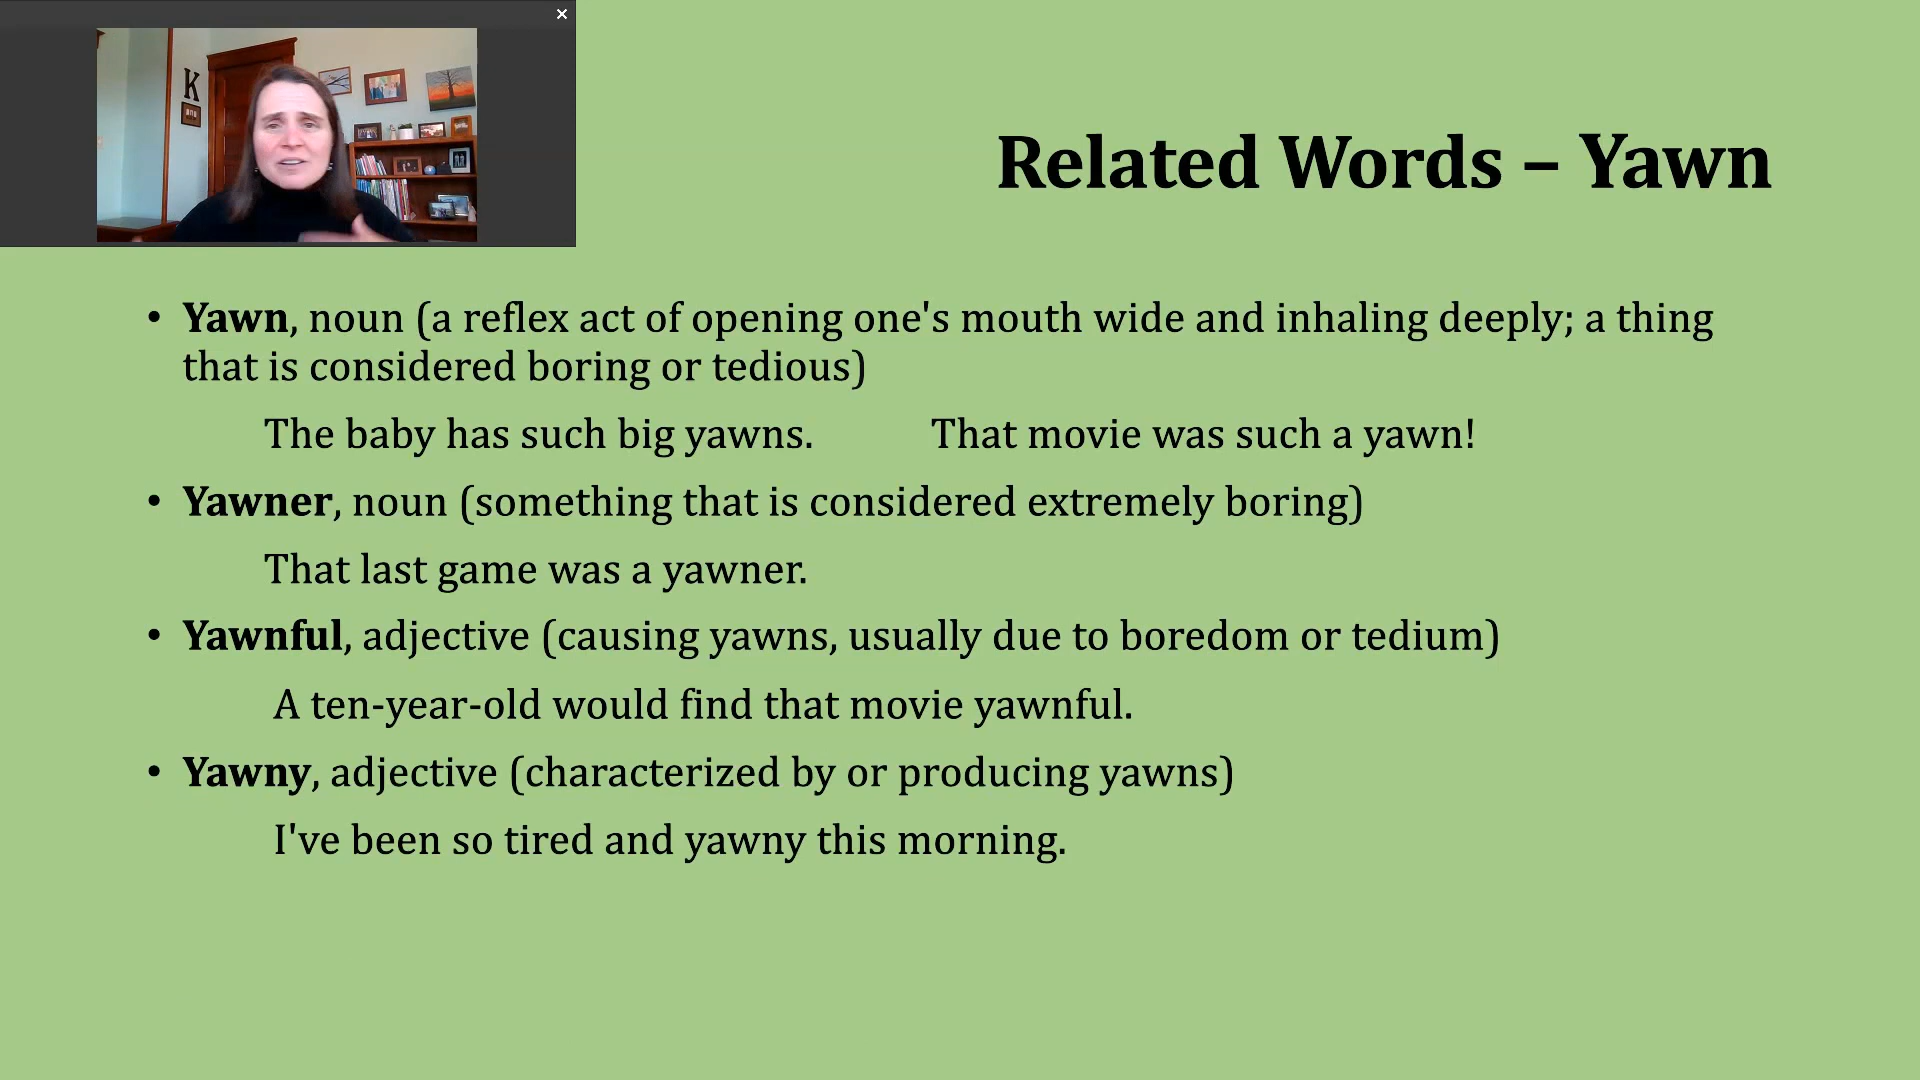 K
Related Words – Yawn
• Yawn, noun (a reflex act of opening one's mouth wide and inhaling deeply; a thing
that is considered boring or tedious)
The baby has such big yawns. That movie was such a yawn!
• Yawner, noun (something that is considered extremely boring)
That last game was a yawner.
• Yawnful, adjective (causing yawns, usually due to boredom or tedium)
A ten-year-old would find that movie yawnful.
• Yawny, adjective (characterized by or producing yawns)
I've been so tired and yawny this morning.